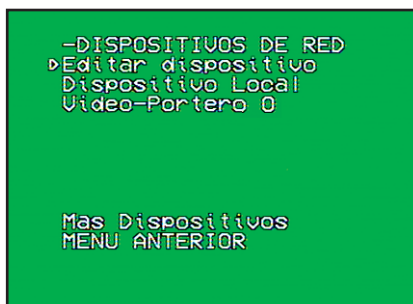 -DISPOSITIVOS DE RED
▷Editar dispositivo
Dispositivo Local
Video-Portero 0
Mas Dispositivos
MENU ANTERIOR